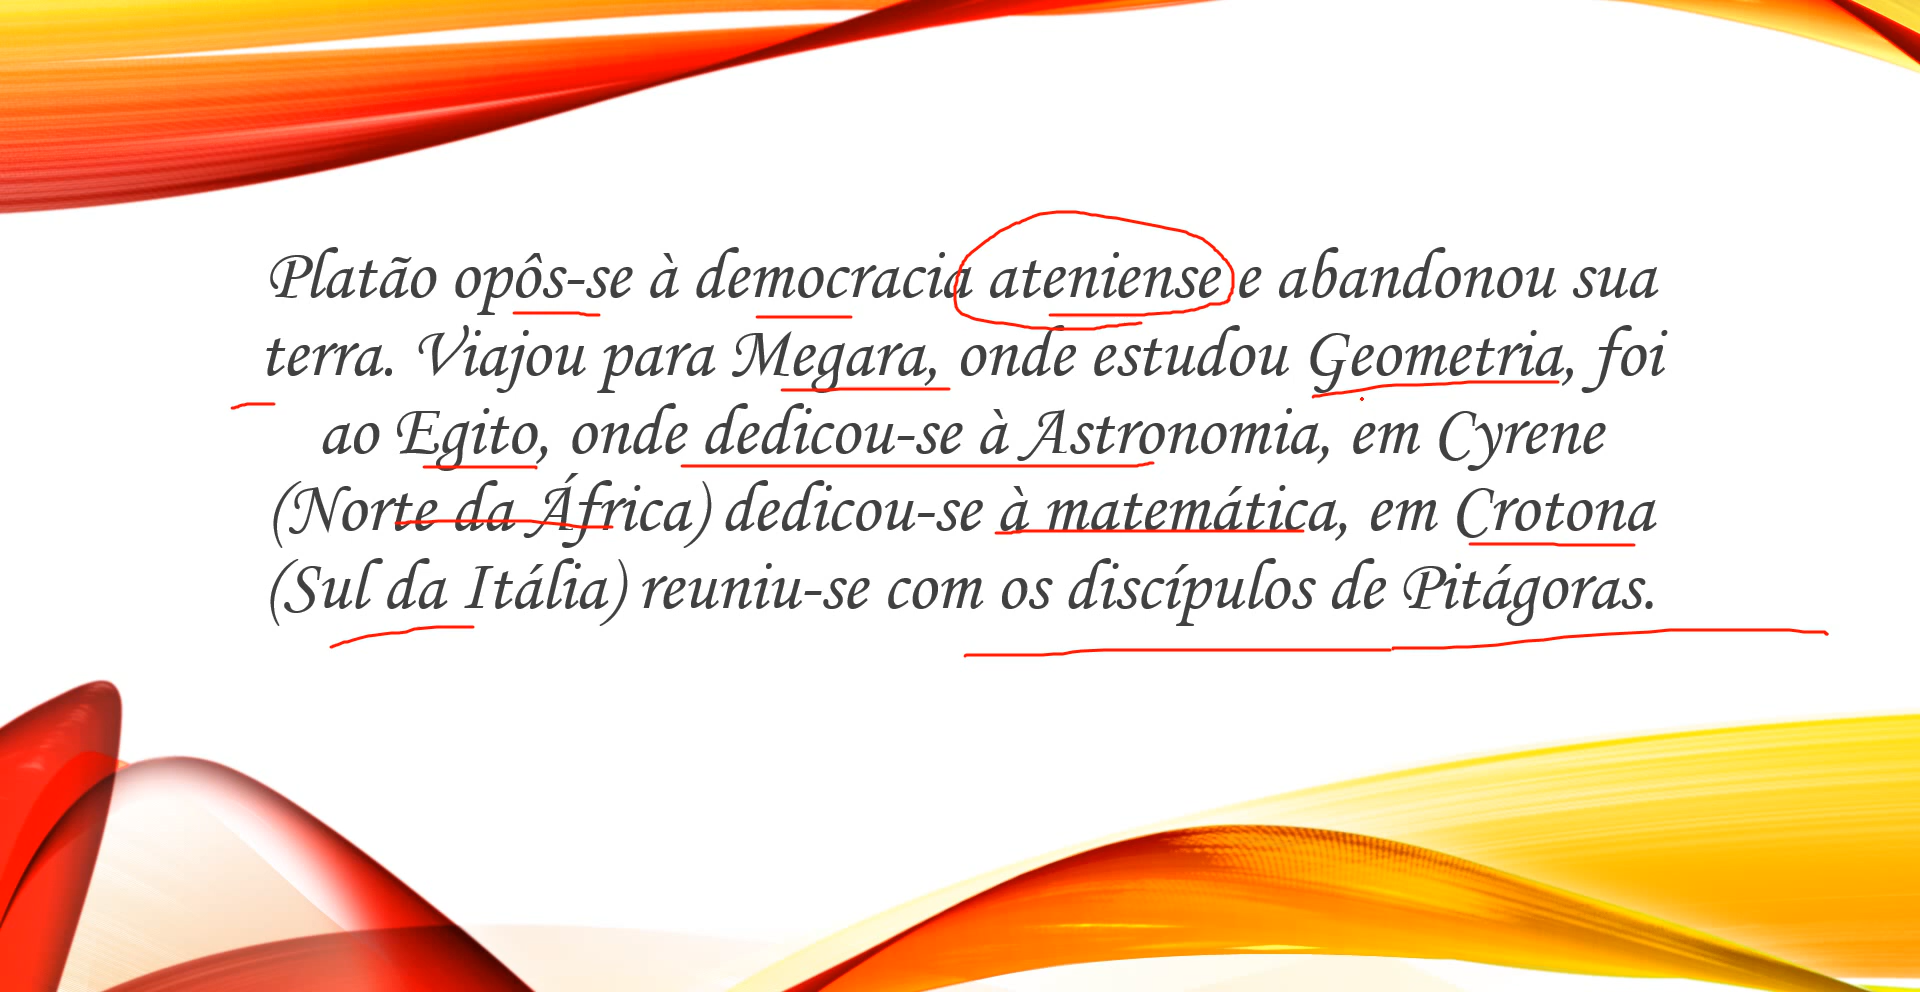 Platão opôs-se à democracia ateniense e abandonou sua
terra. Viajou para Megara, onde estudou Geometria, foi
ao Egito, onde dedicou-se à Astronomia, em Cyrene
(Norte da África) dedicou-se à matemática, em Crotona
(Sul da Itália) reuniu-se com os discípulos de Pitágoras.